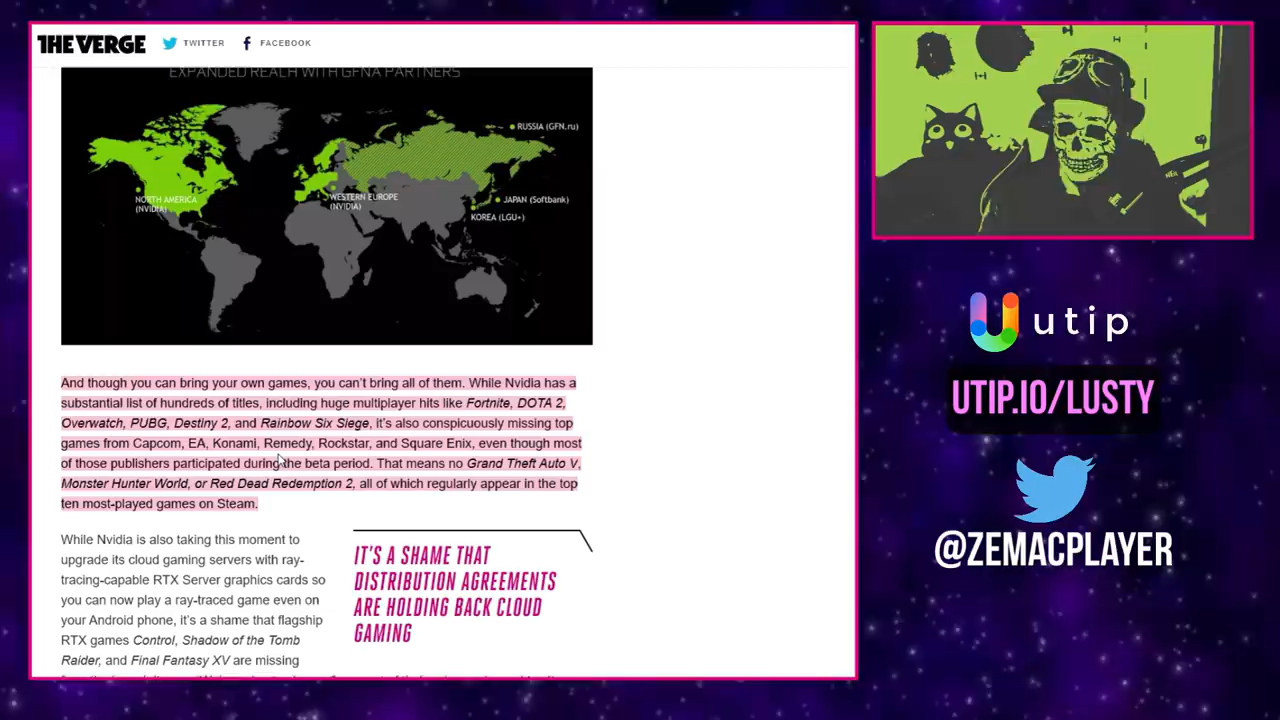 THE VERGE
TWITTER
FACEBOOK
EXPANDED REACH WITH GFNA PARTNERS
RUSSIA (GFN.ru)
NORTH AMERICA
(NVIDIA)
WESTERN EUROPE
(NVIDIA)
JAPAN (Softbank)
KOREA (LGU+)
And though you can bring your own games, you can't bring all of them. While Nvidia has a
substantial list of hundreds of titles, including huge multiplayer hits like Fortnite, DOTA 2,
Overwatch, PUBG, Destiny 2, and Rainbow Six Siege, it's also conspicuously missing top
games from Capcom, EA, Konami, Remedy, Rockstar, and Square Enix, even though most
of those publishers participated during the beta period. That means no Grand Theft Auto V,
Monster Hunter World, or Red Dead Redemption 2, all of which regularly appear in the top
ten most-played games on Steam.
While Nvidia is also taking this moment to
upgrade its cloud gaming servers with ray-
tracing-capable RTX Server graphics cards so
you can now play a ray-traced game even on
your Android phone, it's a shame that flagship
RTX games Control, Shadow of the Tomb
Raider, and Final Fantasy XV are missing
IT'S A SHAME THAT
DISTRIBUTION AGREEMENTS
ARE HOLDING BACK CLOUD
GAMING
utip
UTIP.IO/LUSTY
@ZEMACPLAYER